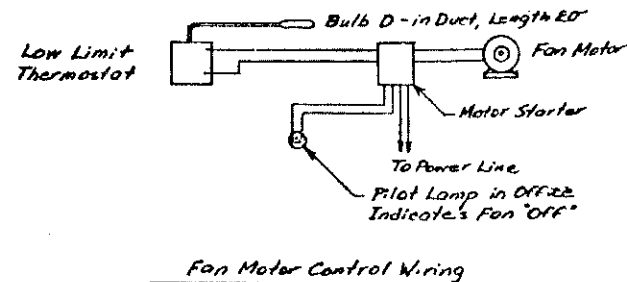 Bulb D - in Duct, Length 20'
Low Limit
Thermostat
Fan Motor
Motor Starter
To Power Line
Pilot Lamp in Office
Indicate's Fan "Off"
Fan Motor Control Wiring